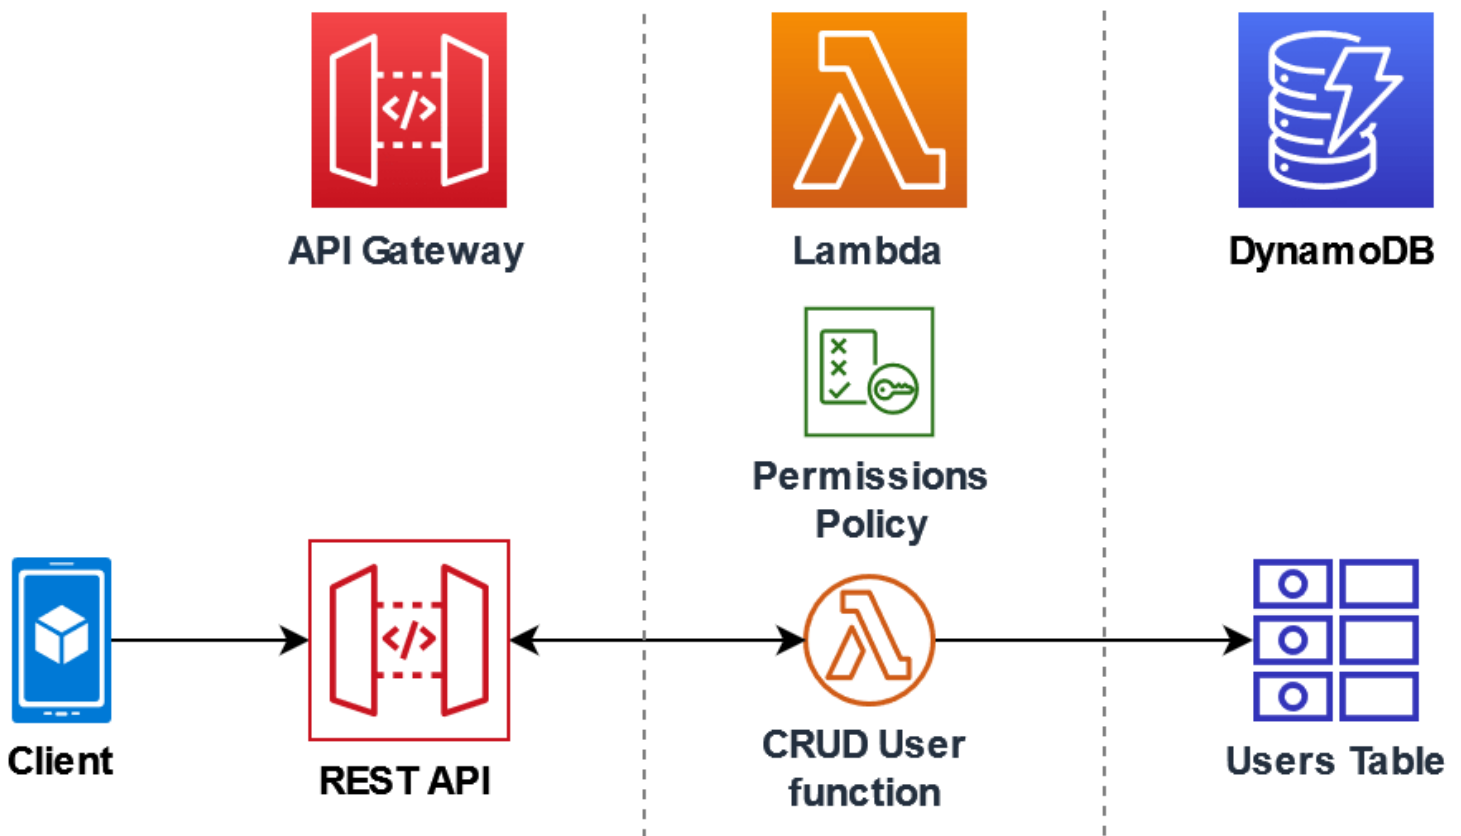 API Gateway
Lambda
DynamoDB
Permissions
Policy
Client
REST API
CRUD User
function
Users Table